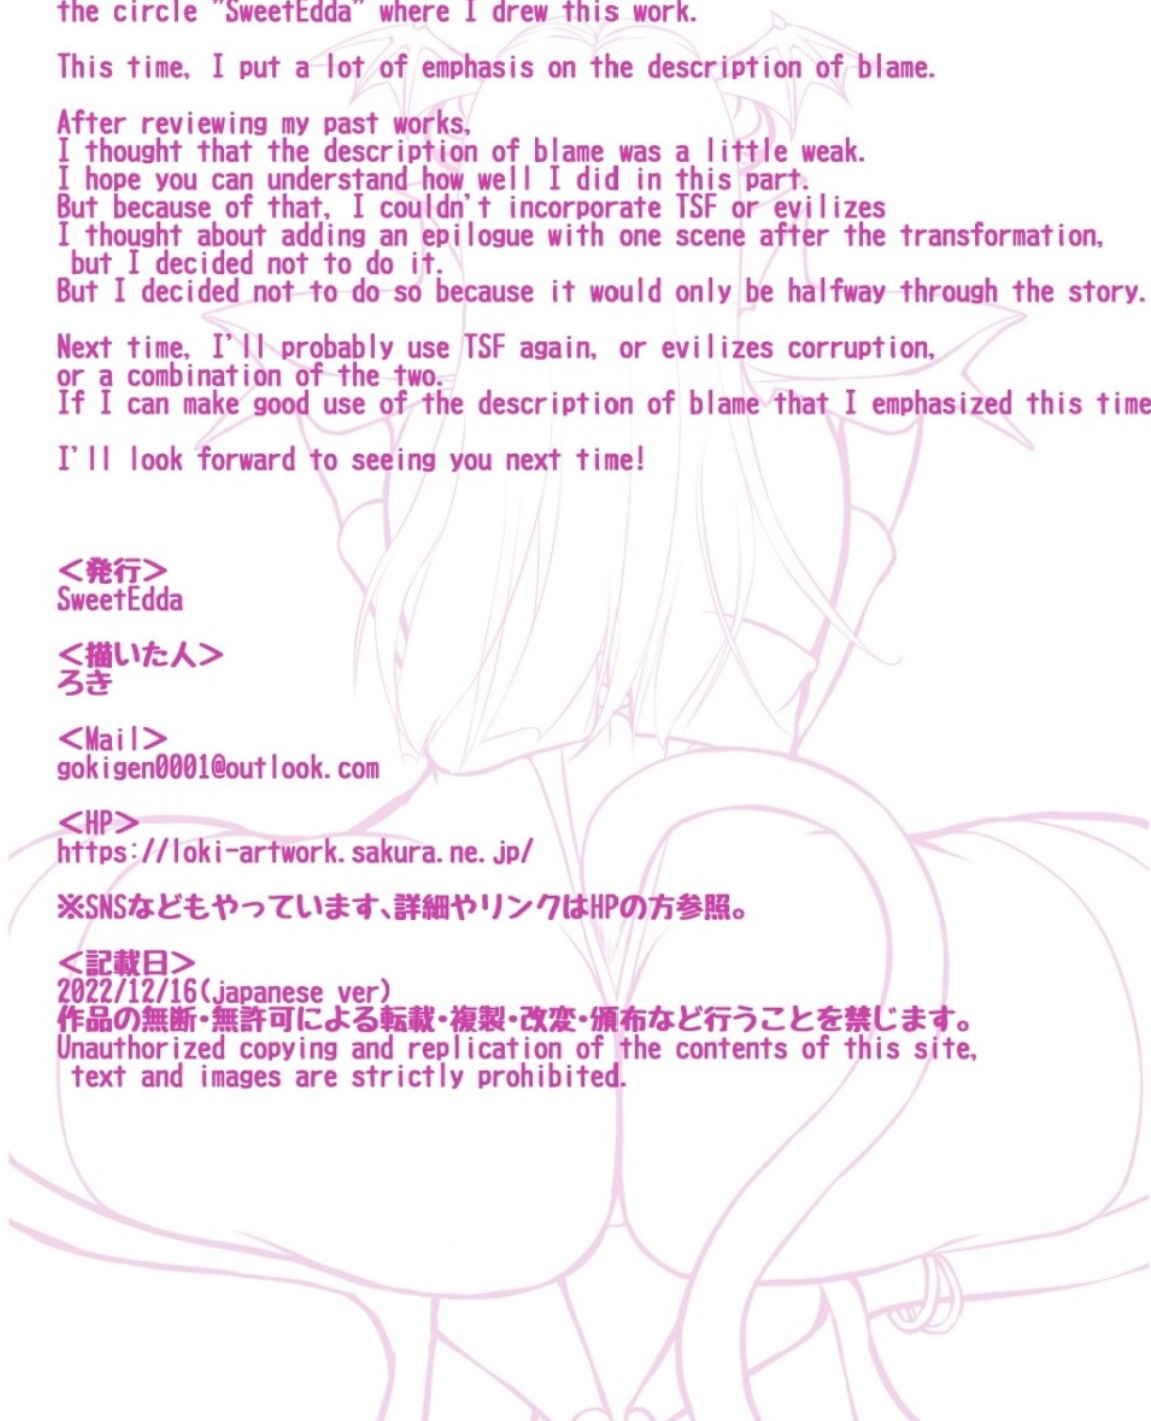 the circle "SweetEdda" where I drew this work.
This time, I put a lot of emphasis on the description of blame.
After reviewing my past works,
I thought that the description of blame was a little weak.
I hope you can understand how well I did in this part.
But because of that, I couldn't incorporate TSF or evilizes
I thought about adding an epilogue with one scene after the transformation,
but I decided not to do it.
But I decided not to do so because it would only be halfway through the story.
Next time, I'll probably use TSF again, or evilizes corruption,
or a combination of the two.
If I can make good use of the description of blame that I emphasized this time
I'll look forward to seeing you next time!
＜発行＞
SweetEdda
＜描いた人＞
ろき
＜Mail＞
gokigen0001@outlook.com
＜HP＞
https://loki-artwork.sakura.ne.jp/
※SNSなどもやっています、詳細やリンクはHPの方参照。
＜記載日＞
2022/12/16(japanese ver)
作品の無断・無許可による転載・複製・改変・頒布など行うことを禁じます。
Unauthorized copying and replication of the contents of this site,
text and images are strictly prohibited.